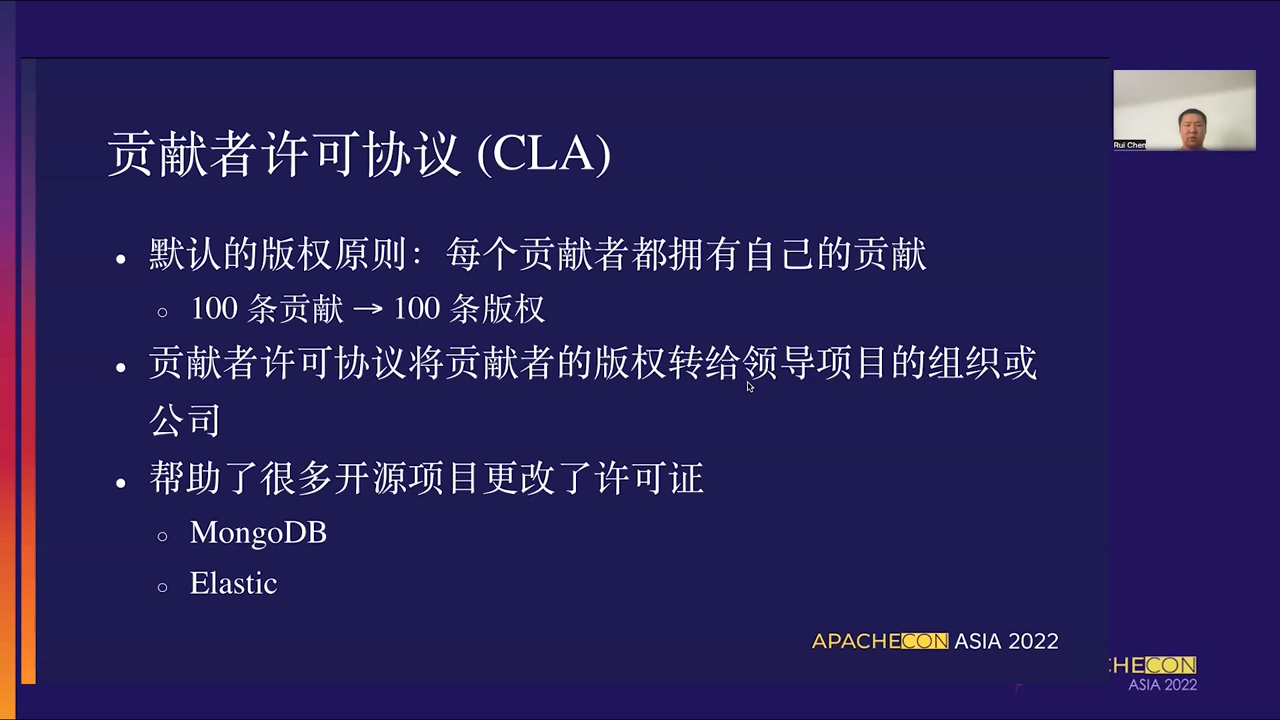 贡献者许可协议 (CLA)
• 默认的版权原则：每个贡献者都拥有自己的贡献
○ 100 条贡献 → 100 条版权
• 贡献者许可协议将贡献者的版权转给领导项目的组织或
公司
• 帮助了很多开源项目更改了许可证
○ MongoDB
○ Elastic
APACHECON ASIA 2022
Rui Chen
CHECON
ASIA 2022